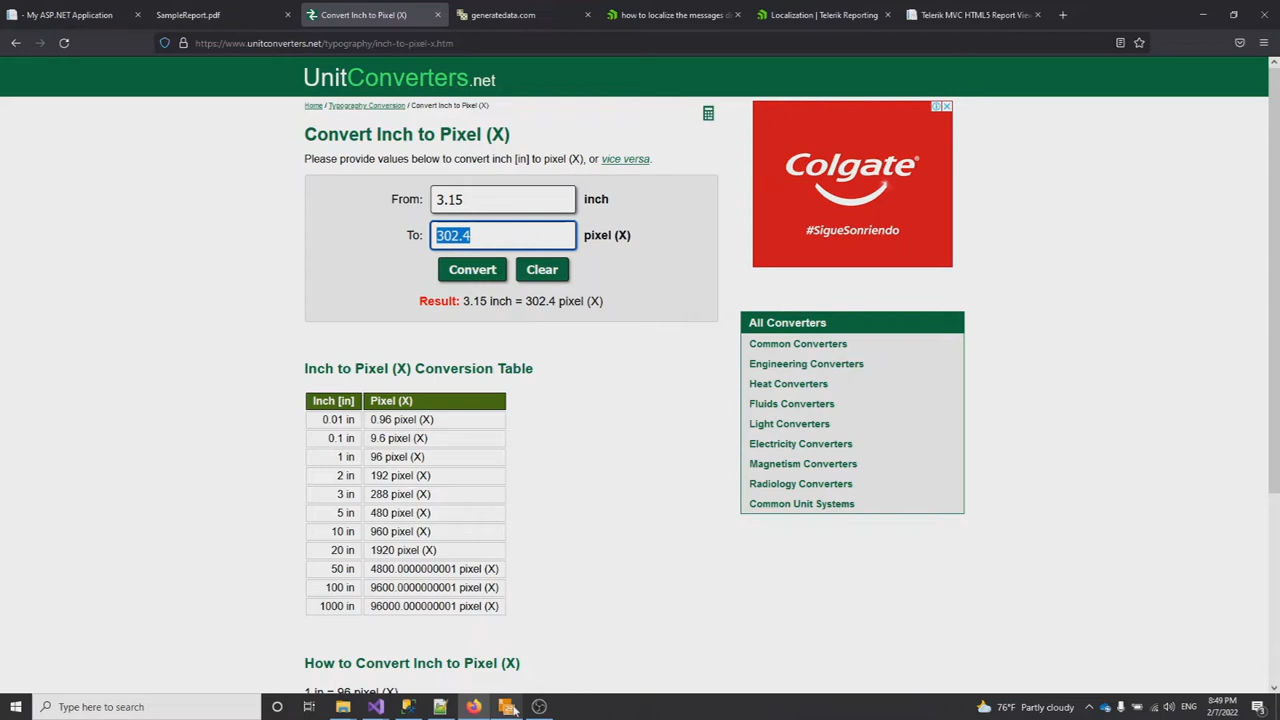 - My ASP.NET Application
SampleReport.pdf
Convert Inch to Pixel (X)
generatedata.com
how to localize the messages di
Localization | Telerik Reporting
Telerik MVC HTML5 Report View
https://www.unitconverters.net/typography/inch-to-pixel-x.htm
UnitConverters.net
Home / Typography Conversion / Convert Inch to Pixel (X)
Convert Inch to Pixel (X)
Please provide values below to convert inch [in] to pixel (X), or vice versa.
From: 3.15 inch
To: 302.4 pixel (X)
Convert Clear
Result: 3.15 inch = 302.4 pixel (X)
Colgate®
#SigueSonriendo
All Converters
Common Converters
Engineering Converters
Heat Converters
Fluids Converters
Light Converters
Electricity Converters
Magnetism Converters
Radiology Converters
Common Unit Systems
Inch to Pixel (X) Conversion Table
Inch [in] Pixel (X)
0.01 in 0.96 pixel (X)
0.1 in 9.6 pixel (X)
1 in 96 pixel (X)
2 in 192 pixel (X)
3 in 288 pixel (X)
5 in 480 pixel (X)
10 in 960 pixel (X)
20 in 1920 pixel (X)
50 in 4800.0000000001 pixel (X)
100 in 9600.0000000001 pixel (X)
1000 in 96000.000000001 pixel (X)
How to Convert Inch to Pixel (X)
1 in = 96 pixel (X)
Type here to search
76°F Partly cloudy
8:49 PM
2/7/2022
3